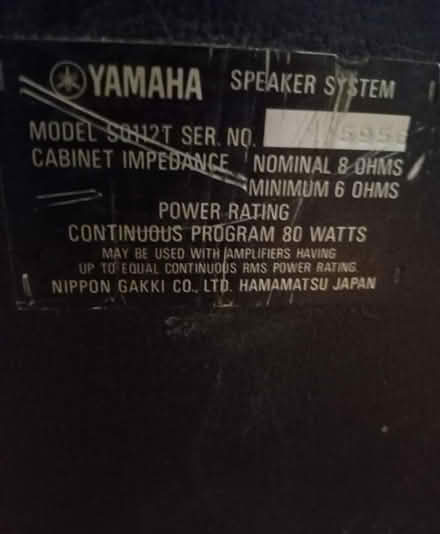 YAMAHA SPEAKER SYSTEM
MODEL S0112T SER. NO.
CABINET IMPEDANCE NOMINAL 8 OHMS
MINIMUM 6 OHMS
POWER RATING
CONTINUOUS PROGRAM 80 WATTS
MAY BE USED WITH AMPLIFIERS HAVING
UP TO EQUAL CONTINUOUS RMS POWER RATING.
NIPPON GAKKI CO., LTD. HAMAMATSU JAPAN